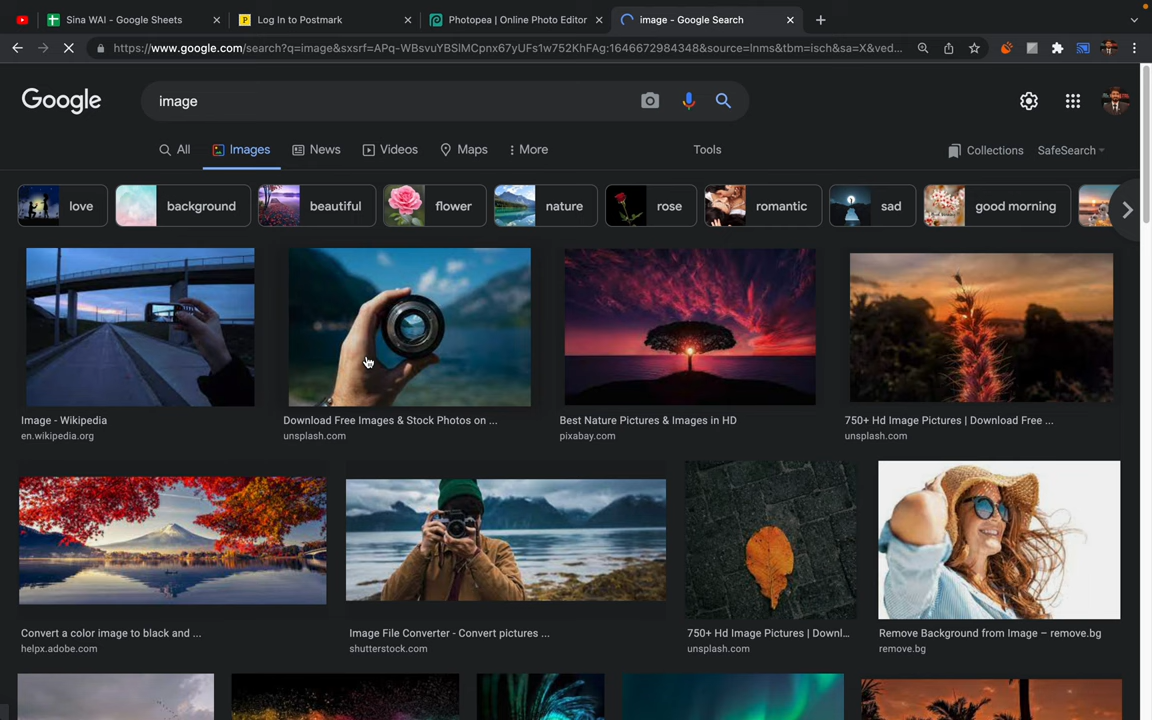 Sina WAI - Google Sheets
Log In to Postmark
Photopea | Online Photo Editor
image - Google Search
https://www.google.com/search?q=image&sxsrf=APq-WBsvuYBSlMCpnx67yUFs1w752KhFAg:1646672984348&source=lnms&tbm=isch&sa=X&ved...
Google
image
All
Images
News
Videos
Maps
More
Tools
Collections
SafeSearch
love
background
beautiful
flower
nature
rose
romantic
sad
good morning
Image - Wikipedia
en.wikipedia.org
Download Free Images & Stock Photos on ...
unsplash.com
Best Nature Pictures & Images in HD
pixabay.com
750+ Hd Image Pictures | Download Free ...
unsplash.com
Convert a color image to black and ...
helpx.adobe.com
Image File Converter - Convert pictures ...
shutterstock.com
750+ Hd Image Pictures | Downl...
unsplash.com
Remove Background from Image – remove.bg
remove.bg